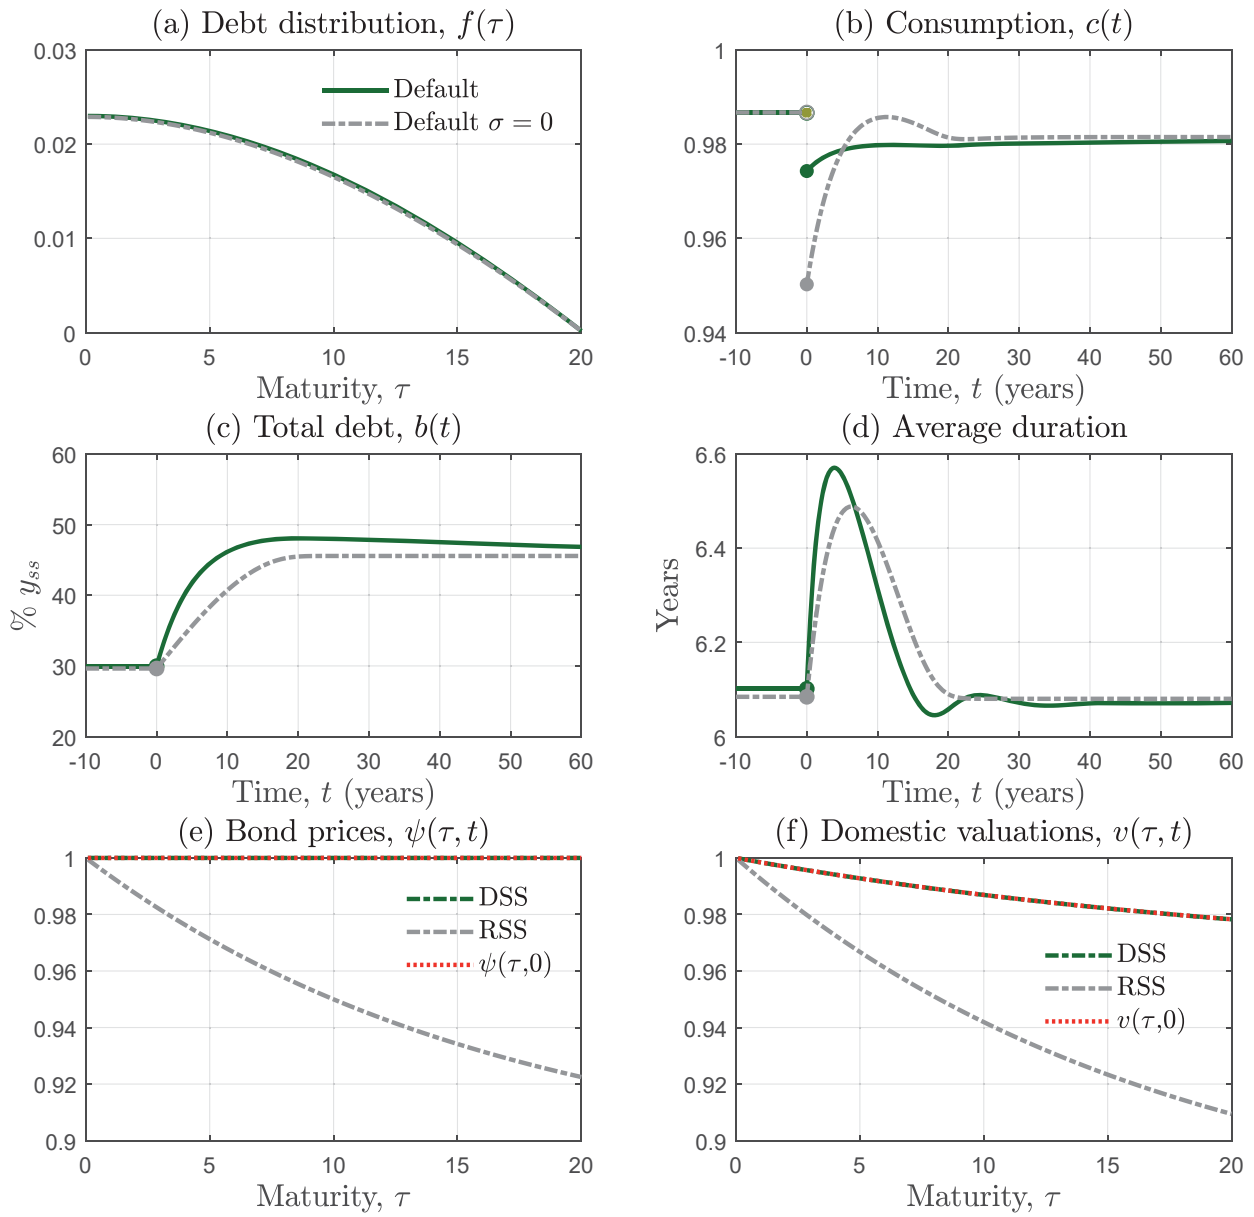 (a) Debt distribution, f(τ)
0.03
0.02
0.01
0
Default
Default σ = 0
0 5 10 15 20
Maturity, τ
(b) Consumption, c(t)
1
0.98
0.96
0.94
-10 0 10 20 30 40 50 60
Time, t (years)
(c) Total debt, b(t)
% y_ss
60
50
40
30
20
-10 0 10 20 30 40 50 60
Time, t (years)
(d) Average duration
Years
6.6
6.4
6.2
6
-10 0 10 20 30 40 50 60
Time, t (years)
(e) Bond prices, ψ(τ, t)
1
0.98
0.96
0.94
0.92
0.9
DSS
RSS
ψ(τ,0)
0 5 10 15 20
Maturity, τ
(f) Domestic valuations, v(τ, t)
1
0.98
0.96
0.94
0.92
0.9
DSS
RSS
v(τ,0)
0 5 10 15 20
Maturity, τ